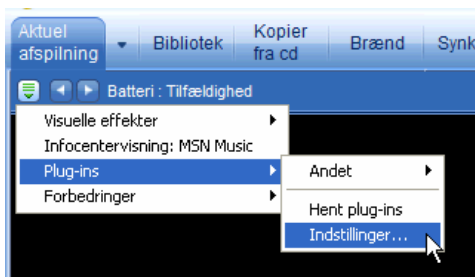 Aktuel
afspilning
Bibliotek
Kopier
fra cd
Brænd
Synk
Batteri : Tilfældighed
Visuelle effekter
Infocentervisning: MSN Music
Plug-ins
Forbedringer
Andet
Hent plug-ins
Indstillinger...